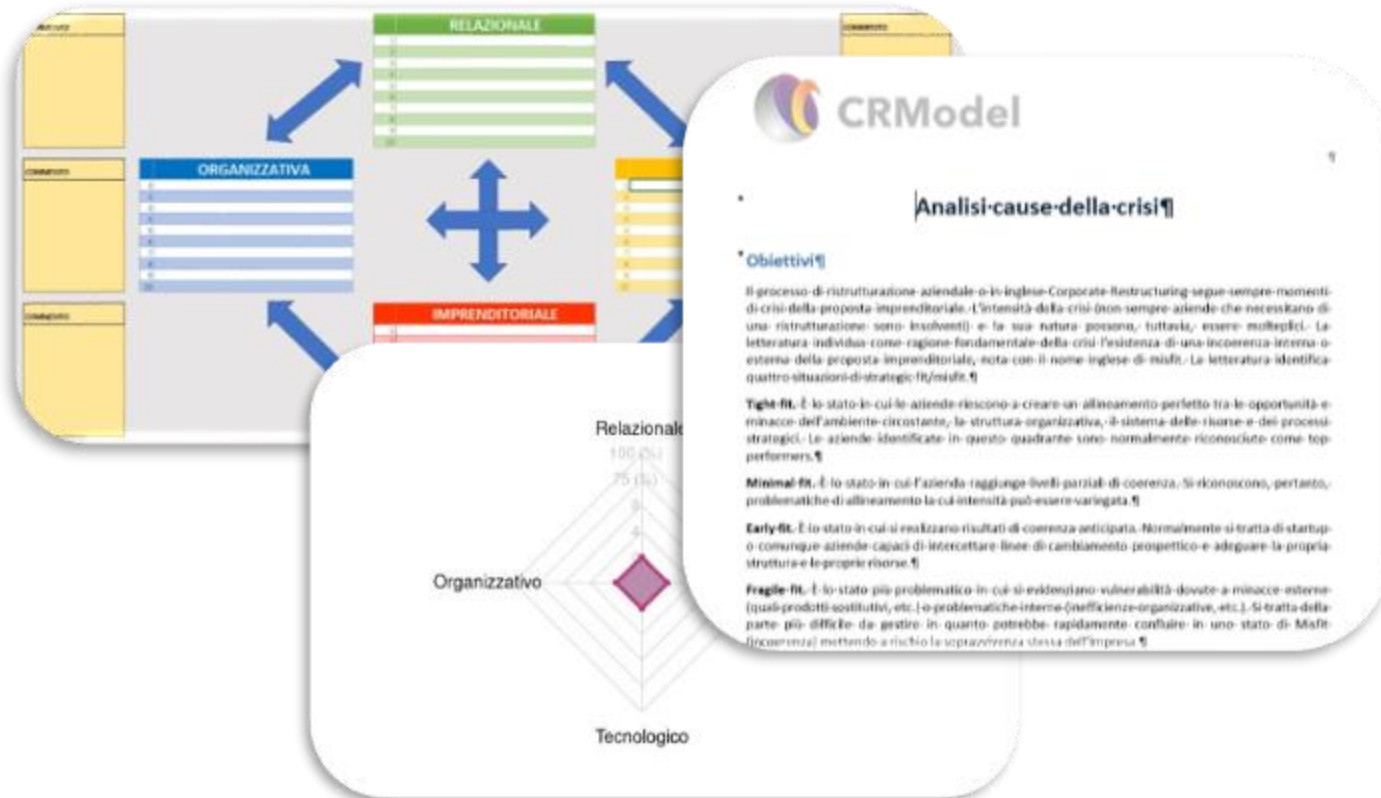 COMMENTO
RELAZIONALE
COMMENTO
COMMENTO
ORGANIZZATIVA
COMMENTO
IMPRENDITORIALE
CRModel
¶
Analisi·cause·della·crisi¶
Obiettivi¶
Il·processo·di·ristrutturazione·aziendale·o·in·inglese·Corporate·Restructuring·segue·sempre·momenti·
di·crisi·della·proposta·imprenditoriale.·L'intensità·della·crisi·(non·sempre·aziende·che·necessitano·di·
una·ristrutturazione·sono·insolventi)·e·la·sua·natura·possono,·tuttavia,·essere·molteplici.·La·
letteratura·individua·come·ragione·fondamentale·della·crisi·l'esistenza·di·una·incoerenza·interna·o·
esterna·della·proposta·imprenditoriale,·nota·con·il·nome·inglese·di·misfit.·La·letteratura·identifica·
quattro·situazioni·di·strategic·fit/misfit.¶
Tight·fit.·È·lo·stato·in·cui·le·aziende·riescono·a·creare·un·allineamento·perfetto·tra·le·opportunità·e·
minacce·dell'ambiente·circostante,·la·struttura·organizzativa,·il·sistema·delle·risorse·e·dei·processi·
strategici.·Le·aziende·identificate·in·questo·quadrante·sono·normalmente·riconosciute·come·top·
performers.¶
Minimal·fit.·È·lo·stato·in·cui·l'azienda·raggiunge·livelli·parziali·di·coerenza.·Si·riconoscono,·pertanto,·
problematiche·di·allineamento·la·cui·intensità·può·essere·variegata.¶
Early·fit.·È·lo·stato·in·cui·si·realizzano·risultati·di·coerenza·anticipata.·Normalmente·si·tratta·di·startup·
o·comunque·aziende·capaci·di·intercettare·linee·di·cambiamento·prospettico·e·adeguare·la·propria·
struttura·e·le·proprie·risorse.¶
Fragile·fit.·È·lo·stato·più·problematico·in·cui·si·evidenziano·vulnerabilità·dovute·a·minacce·esterne·
(quali·prodotti·sostitutivi,·etc.)·o·problematiche·interne·(inefficienze·organizzative,·etc.).·Si·tratta·della·
parte·più·difficile·da·gestire·in·quanto·potrebbe·rapidamente·confluire·in·uno·stato·di·Misfit·
(incoerenza)·mettendo·a·rischio·la·sopravvivenza·stessa·dell'impresa.¶
Relazionale
100 (%)
75 (%)
Organizzativo
Tecnologico